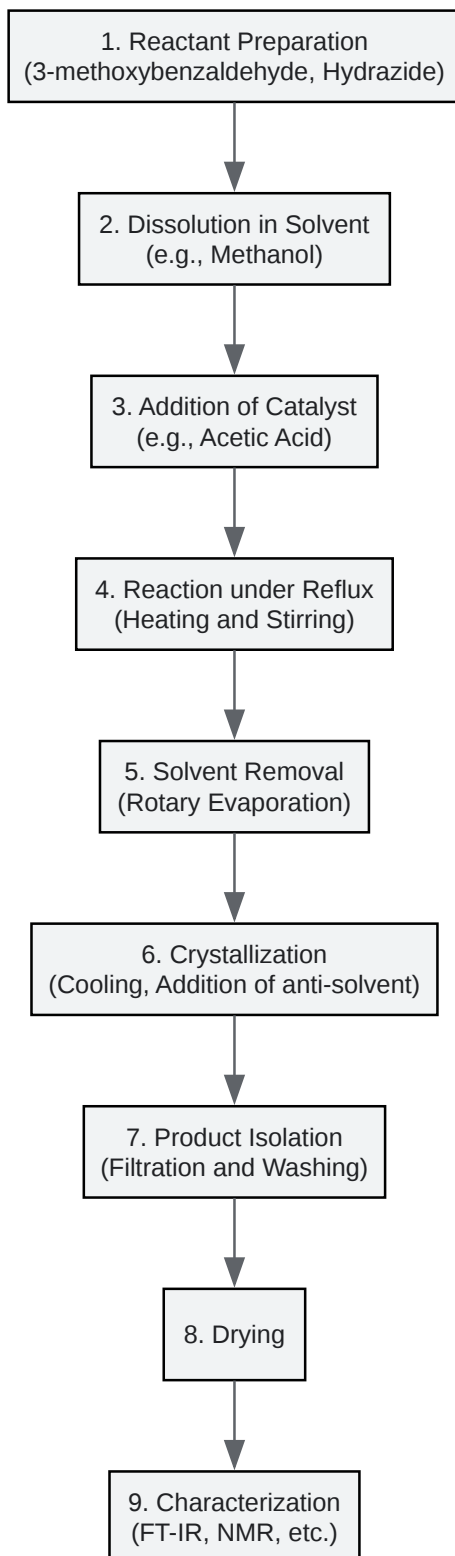 1. Reactant Preparation
(3-methoxybenzaldehyde, Hydrazide)
2. Dissolution in Solvent
(e.g., Methanol)
3. Addition of Catalyst
(e.g., Acetic Acid)
4. Reaction under Reflux
(Heating and Stirring)
5. Solvent Removal
(Rotary Evaporation)
6. Crystallization
(Cooling, Addition of anti-solvent)
7. Product Isolation
(Filtration and Washing)
8. Drying
9. Characterization
(FT-IR, NMR, etc.)